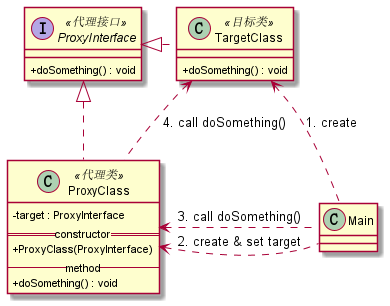 I
«代理接口»
ProxyInterface
+doSomething() : void
C
«目标类»
TargetClass
+doSomething() : void
4. call doSomething()
1. create
C
«代理类»
ProxyClass
-target : ProxyInterface
constructor
+ProxyClass(ProxyInterface)
method
+doSomething() : void
3. call doSomething()
2. create & set target
C
Main